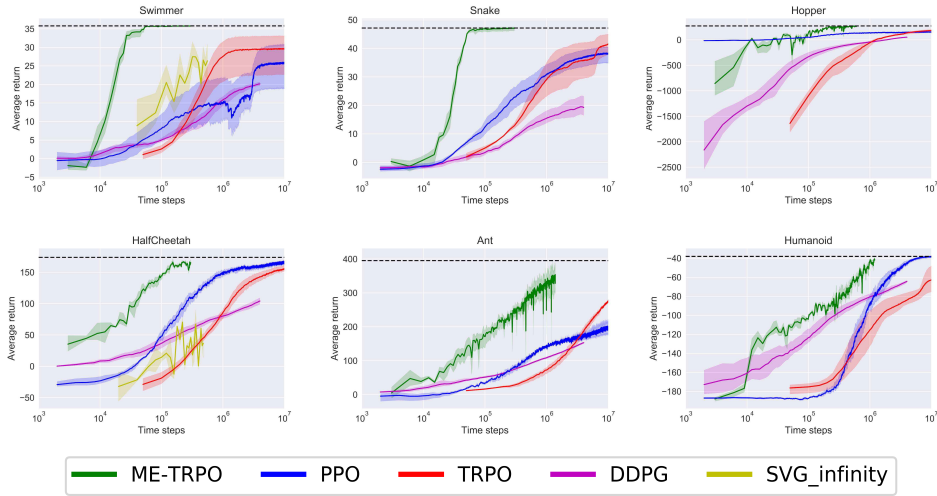 Swimmer
Average return
35
30
25
20
15
10
5
0
−5
10^3 10^4 10^5 10^6 10^7
Time steps
Snake
Average return
50
40
30
20
10
0
10^3 10^4 10^5 10^6 10^7
Time steps
Hopper
Average return
0
−500
−1000
−1500
−2000
−2500
10^3 10^4 10^5 10^6 10^7
Time steps
HalfCheetah
Average return
150
100
50
0
−50
10^3 10^4 10^5 10^6 10^7
Time steps
Ant
Average return
400
300
200
100
0
10^3 10^4 10^5 10^6 10^7
Time steps
Humanoid
Average return
−40
−60
−80
−100
−120
−140
−160
−180
10^3 10^4 10^5 10^6 10^7
Time steps
ME-TRPO PPO TRPO DDPG SVG_infinity